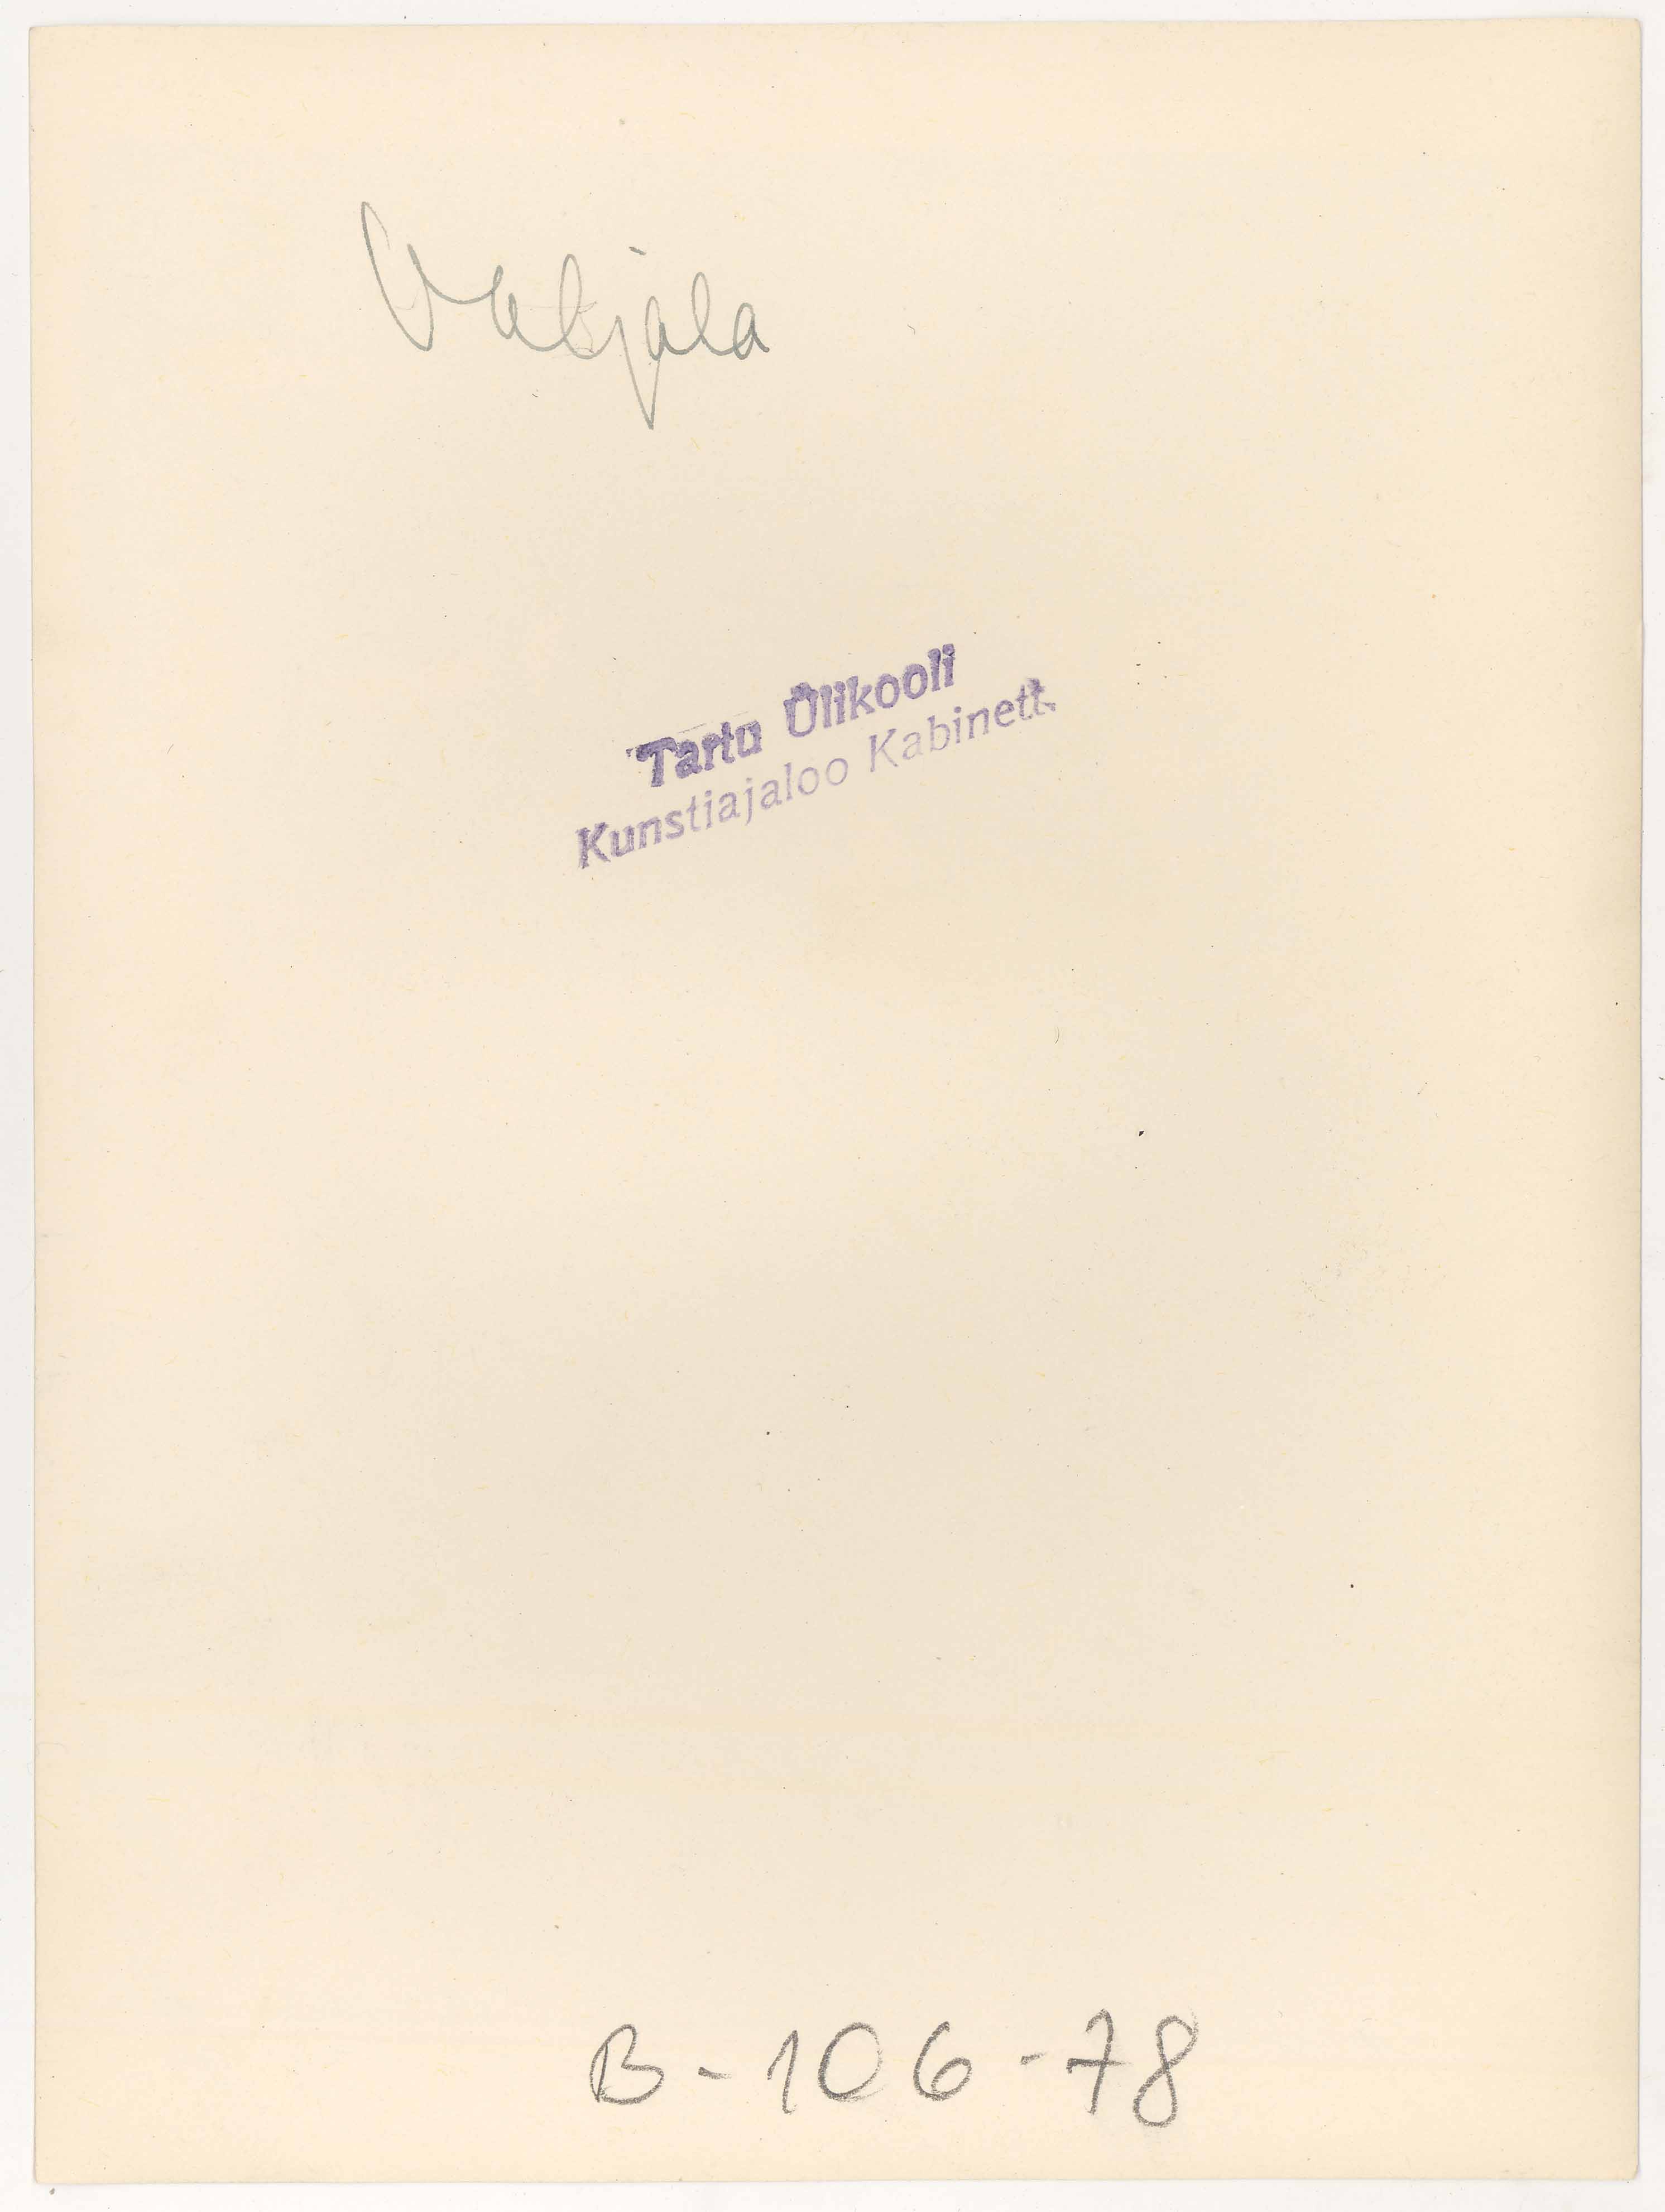 Valjala
Tartu Ülikooli
Kunstiajaloo Kabinett.
B-106-78